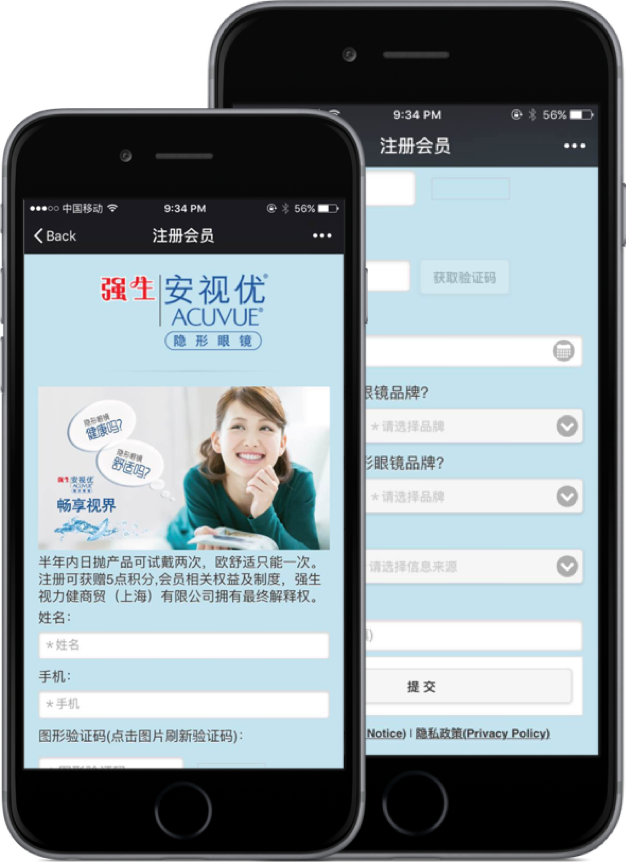 ●●●○○ 中国移动 9:34 PM 56%
Back 注册会员 •••
强生 安视优®
ACUVUE®
隐形眼镜
隐形眼镜
健康吗?
隐形眼镜
舒适吗?
强生 安视优
ACUVUE
畅享视界
半年内日抛产品可试戴两次，欧舒适只能一次。
注册可获赠5点积分,会员相关权益及制度，强生
视力健商贸（上海）有限公司拥有最终解释权。
姓名:
*姓名
手机:
*手机
图形验证码(点击图片刷新验证码):
9:34 PM 56%
注册会员 •••
获取验证码
眼镜品牌?
*请选择品牌
形眼镜品牌?
*请选择品牌
请选择信息来源
提交
Notice) | 隐私政策(Privacy Policy)